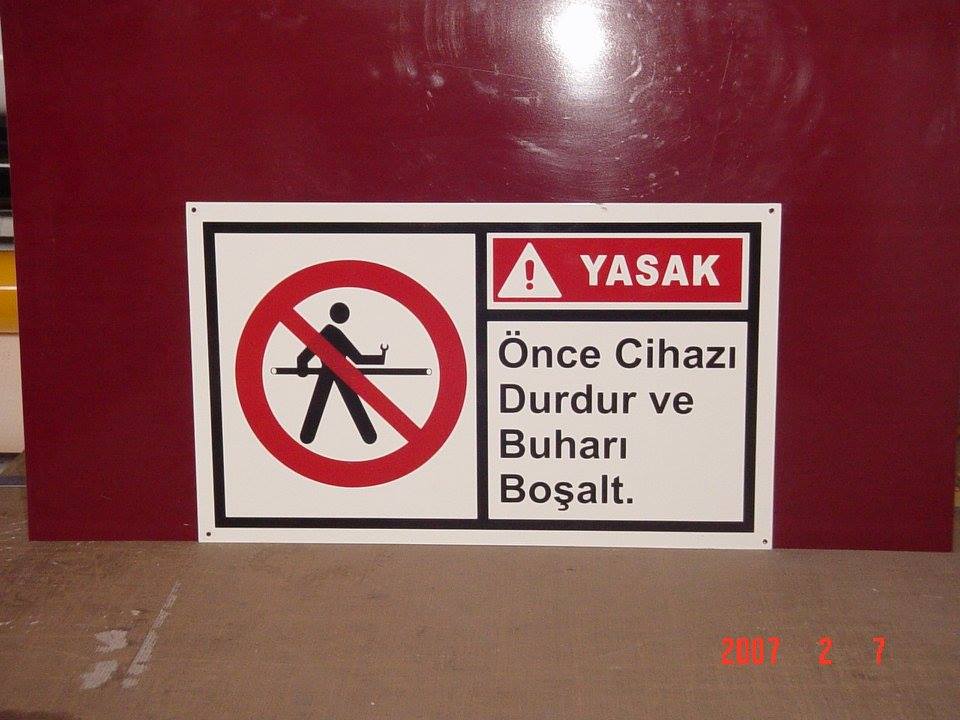 YASAK
Önce Cihazı
Durdur ve
Buharı
Boşalt.
2007 2 7